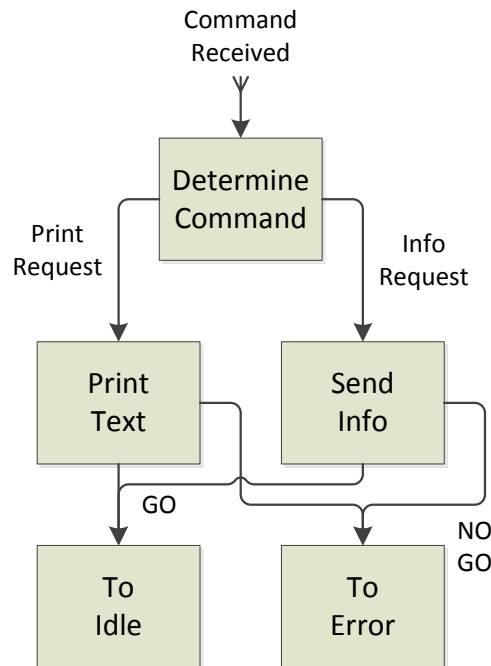 Command
Received
Determine
Command
Print
Request
Info
Request
Print
Text
Send
Info
GO
NO
GO
To
Idle
To
Error